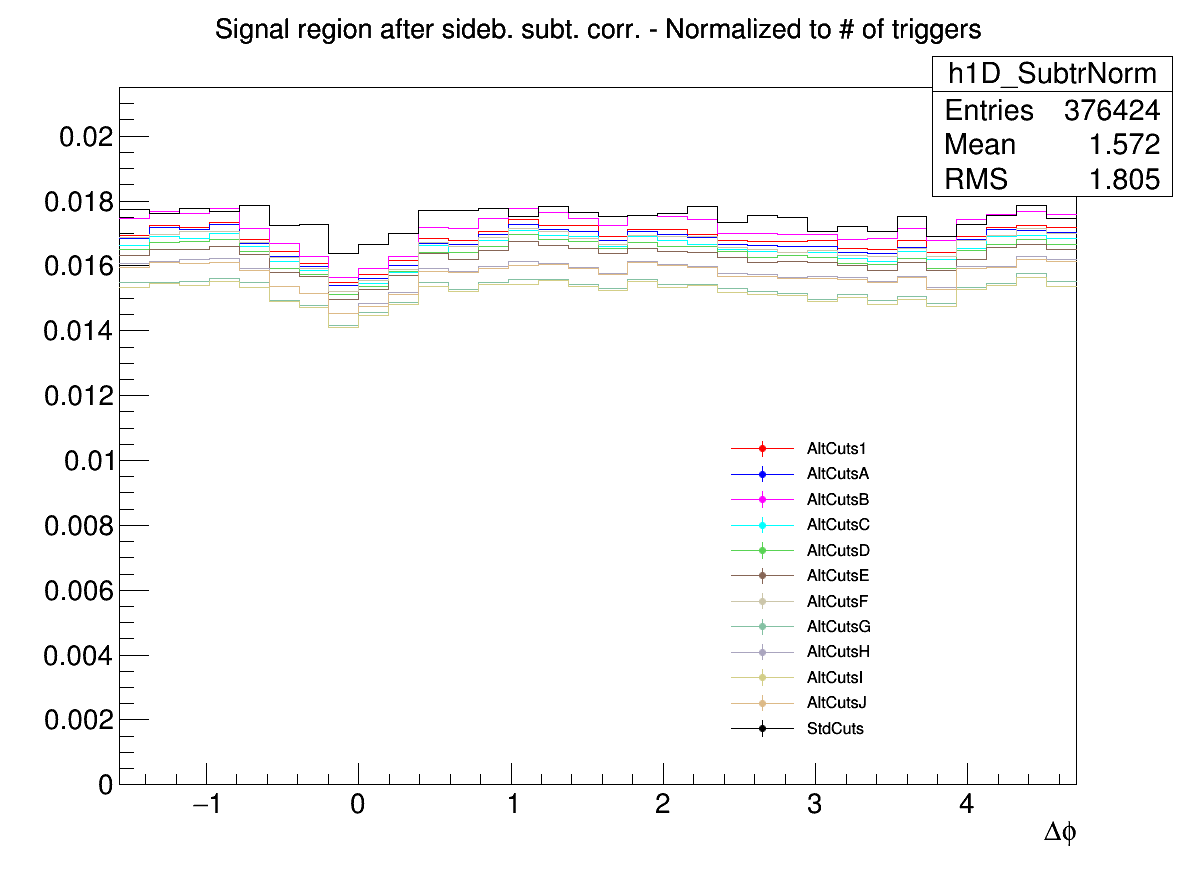 Signal region after sideb. subt. corr. - Normalized to # of triggers
h1D_SubtrNorm
Entries 376424
Mean 1.572
RMS 1.805
0.02
0.018
0.016
0.014
0.012
0.01
0.008
0.006
0.004
0.002
0
AltCuts1
AltCutsA
AltCutsB
AltCutsC
AltCutsD
AltCutsE
AltCutsF
AltCutsG
AltCutsH
AltCutsI
AltCutsJ
StdCuts
−1 0 1 2 3 4
Δϕ